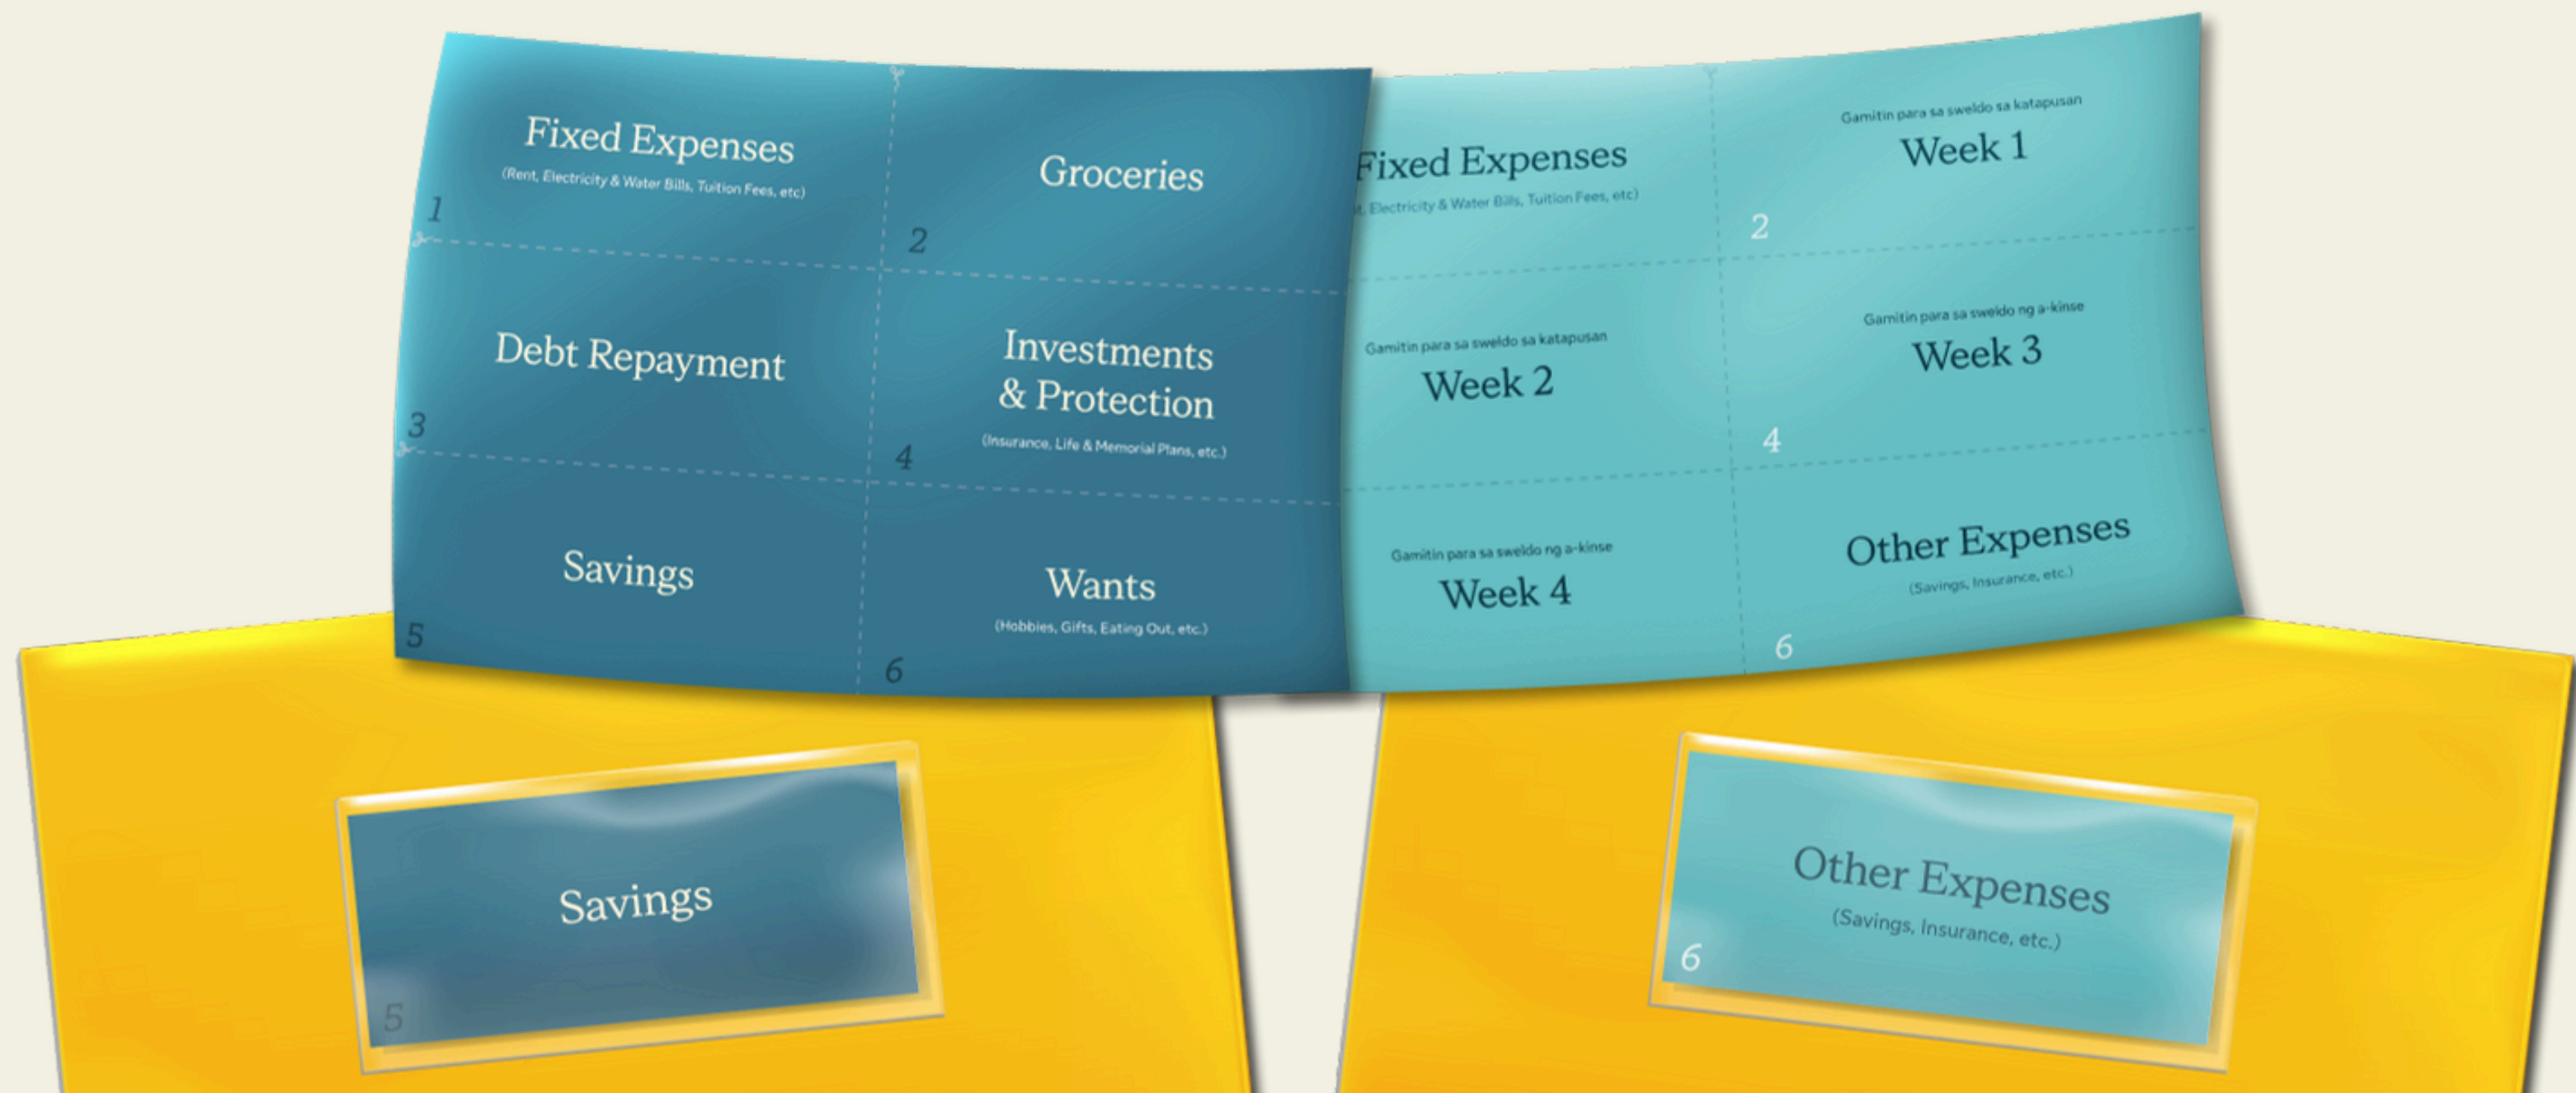 Fixed Expenses
(Rent, Electricity & Water Bills, Tuition Fees, etc)
1
Groceries
2
Debt Repayment
3
Investments
& Protection
(Insurance, Life & Memorial Plans, etc.)
4
Savings
5
Wants
(Hobbies, Gifts, Eating Out, etc.)
6
Fixed Expenses
Electricity & Water Bills, Tuition Fees, etc)
Gamitin para sa sweldo sa katapusan
Week 1
2
Gamitin para sa sweldo sa katapusan
Week 2
Gamitin para sa sweldo ng a-kinse
Week 3
4
Gamitin para sa sweldo ng a-kinse
Week 4
Other Expenses
(Savings, Insurance, etc.)
6
Savings
5
Other Expenses
(Savings, Insurance, etc.)
6